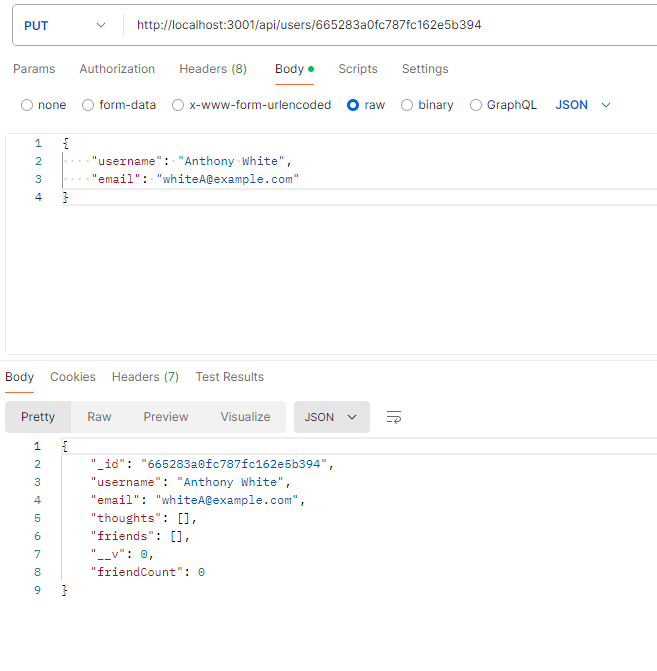 PUT http://localhost:3001/api/users/665283a0fc787fc162e5b394
Params Authorization Headers (8) Body Scripts Settings
none form-data x-www-form-urlencoded raw binary GraphQL JSON
1 {
2 "username": "Anthony White",
3 "email": "whiteA@example.com"
4 }
Body Cookies Headers (7) Test Results
Pretty Raw Preview Visualize JSON
1 {
2 "_id": "665283a0fc787fc162e5b394",
3 "username": "Anthony White",
4 "email": "whiteA@example.com",
5 "thoughts": [],
6 "friends": [],
7 "__v": 0,
8 "friendCount": 0
9 }